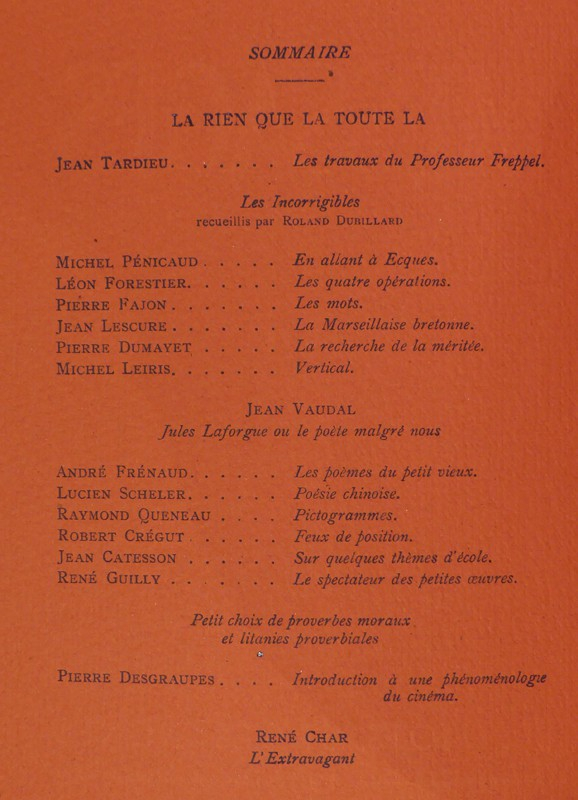 SOMMAIRE
LA RIEN QUE LA TOUTE LA
JEAN TARDIEU. . . . . . . Les travaux du Professeur Freppel.
Les Incorrigibles
recueillis par ROLAND DUBILLARD
MICHEL PÉNICAUD . . . . . En allant à Ecques.
LÉON FORESTIER. . . . . . Les quatre opérations.
PIERRE FAJON . . . . . . . Les mots.
JEAN LESCURE . . . . . . . La Marseillaise bretonne.
PIERRE DUMAYET . . . . . La recherche de la méritée.
MICHEL LEIRIS. . . . . . . Vertical.
JEAN VAUDAL
Jules Laforgue ou le poète malgré nous
ANDRÉ FRÉNAUD. . . . . . Les poèmes du petit vieux.
LUCIEN SCHELER. . . . . . Poésie chinoise.
RAYMOND QUENEAU . . . . Pictogrammes.
ROBERT CRÉGUT . . . . . . Feux de position.
JEAN CATESSON . . . . . . Sur quelques thèmes d'école.
RENÉ GUILLY . . . . . . . Le spectateur des petites œuvres.
Petit choix de proverbes moraux
et litanies proverbiales
PIERRE DESGRAUPES . . . . Introduction à une phénoménologie
du cinéma.
RENÉ CHAR
L'Extravagant